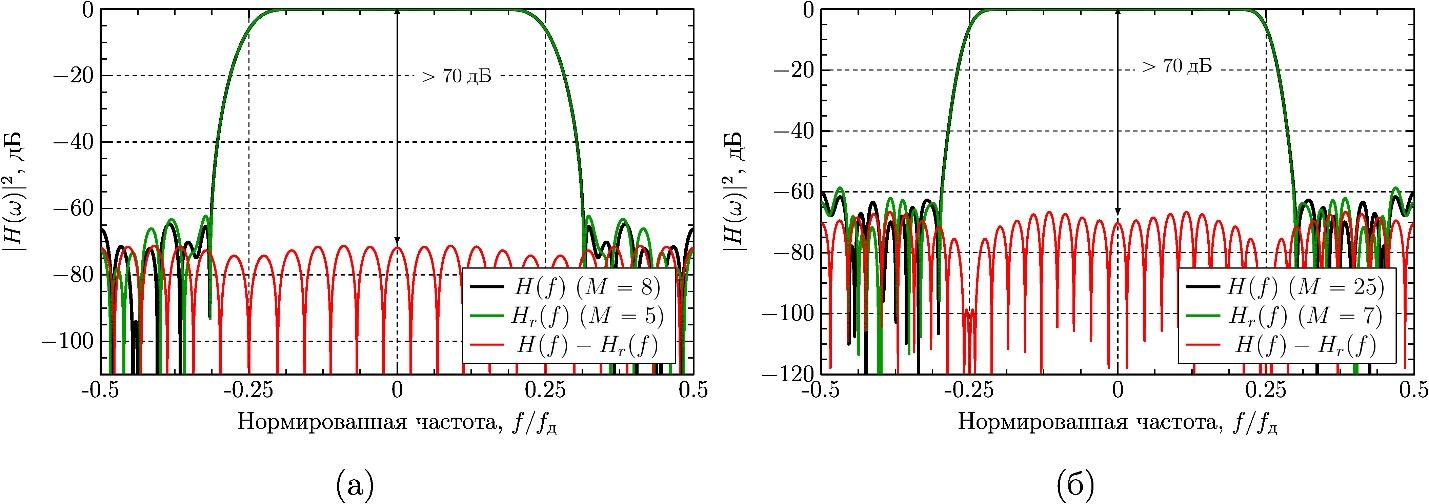 0
−20
−40
−60
−80
−100
|H(ω)|², дБ
> 70 дБ
H(f) (M = 8)
H_r(f) (M = 5)
H(f) − H_r(f)
-0.5
-0.25
0
0.25
0.5
Нормированная частота, f/f_д
(а)
0
−20
−40
−60
−80
−100
−120
|H(ω)|², дБ
> 70 дБ
H(f) (M = 25)
H_r(f) (M = 7)
H(f) − H_r(f)
-0.5
-0.25
0
0.25
0.5
Нормированная частота, f/f_д
(б)